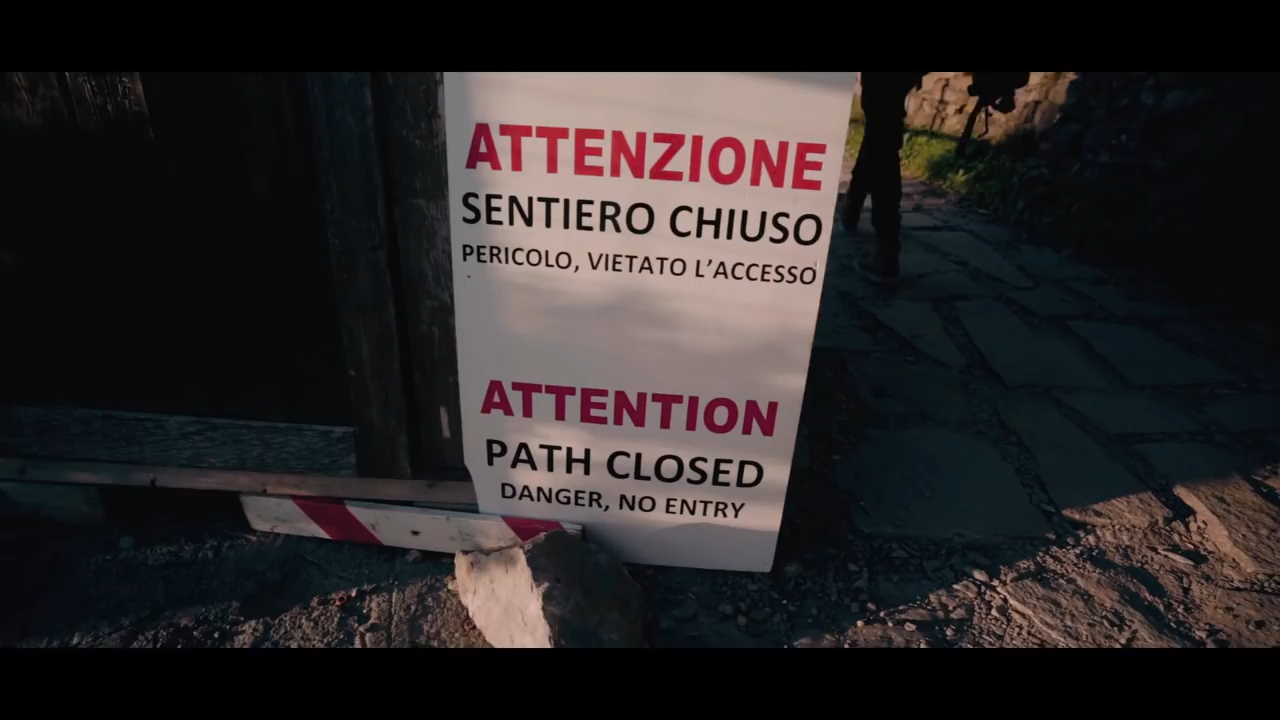 ATTENZIONE
SENTIERO CHIUSO
PERICOLO, VIETATO L'ACCESSO
ATTENTION
PATH CLOSED
DANGER, NO ENTRY